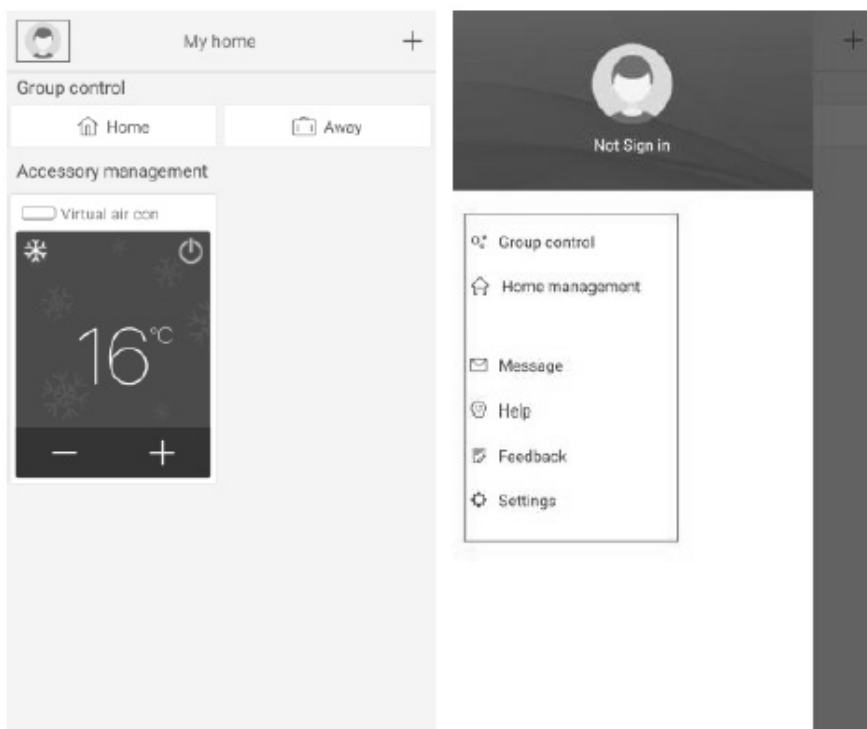 My home
+
Group control
Home
Away
Accessory management
Virtual air con
16°C
− +
+
Not Sign in
Group control
Home management
Message
Help
Feedback
Settings